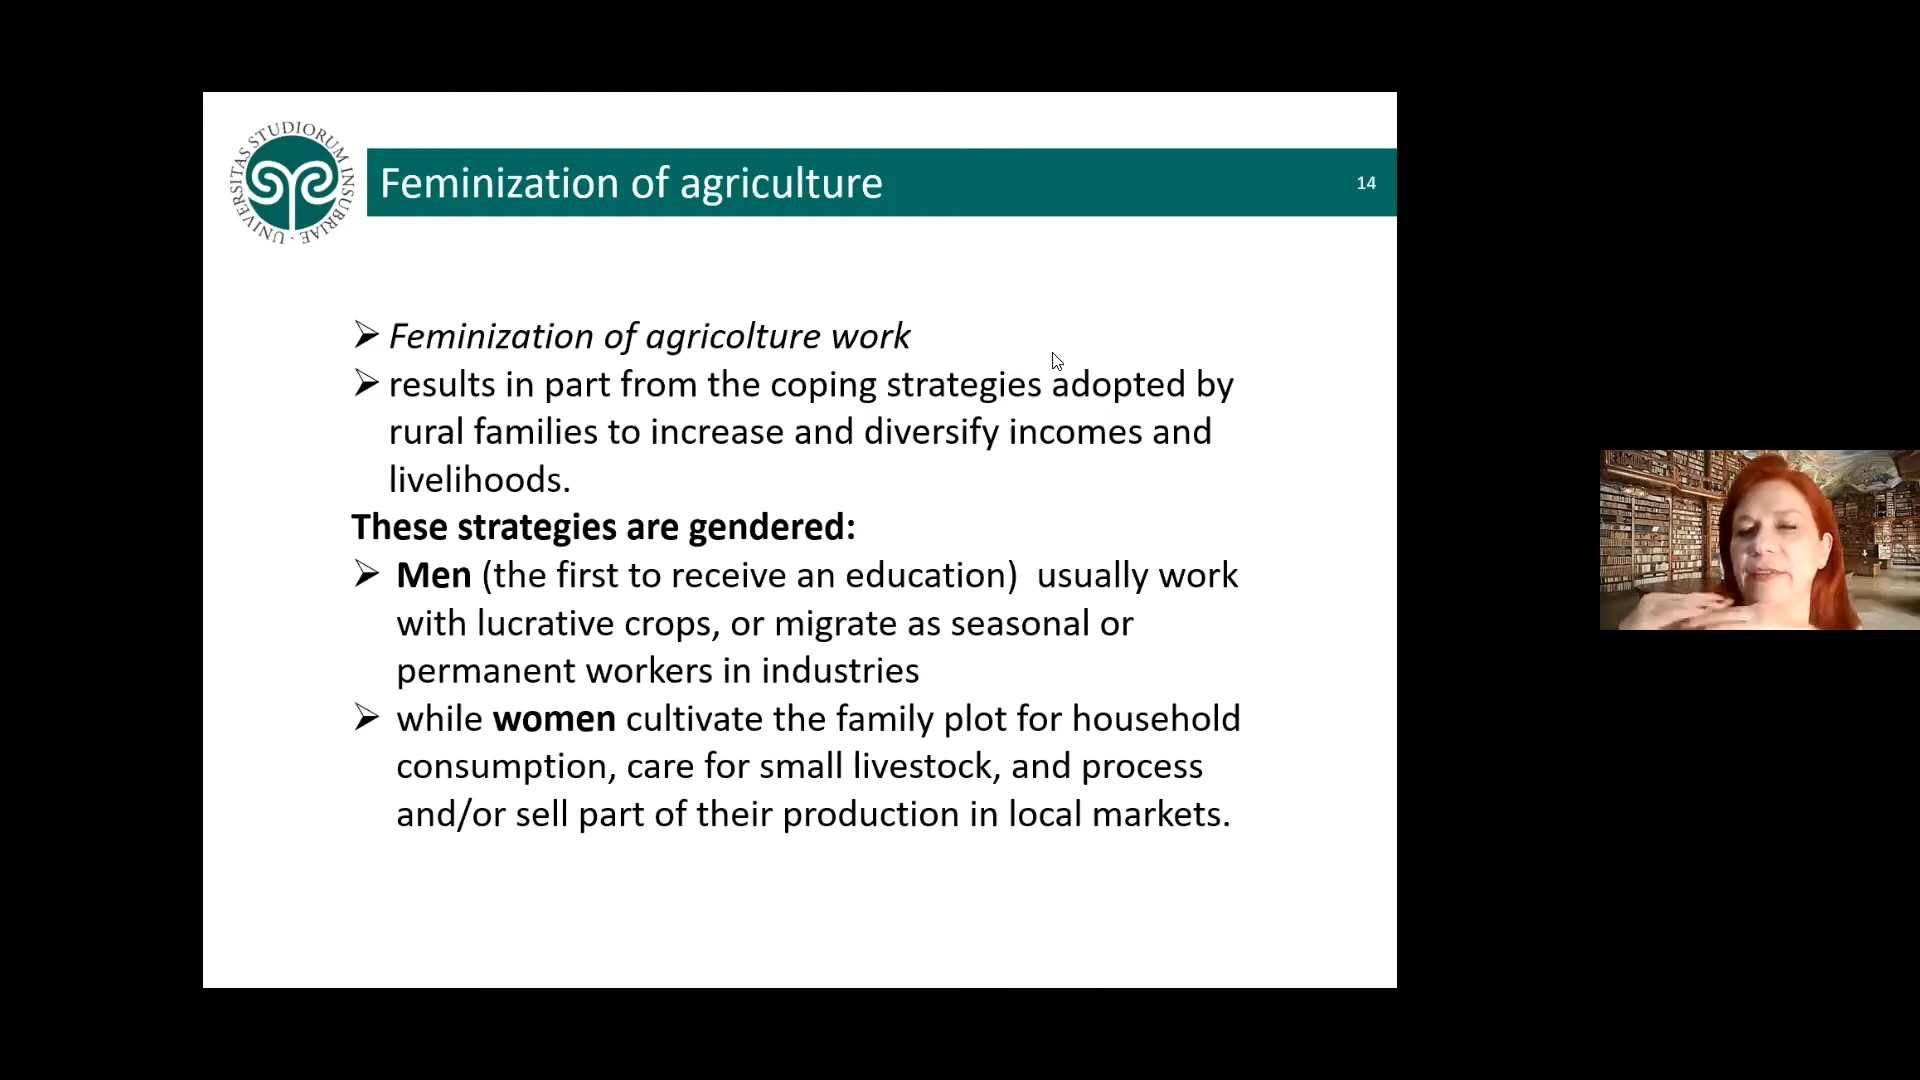 UNIVERSITAS STUDIORUM INSUBRIAE
Feminization of agriculture
14
➢ Feminization of agricolture work
➢ results in part from the coping strategies adopted by
rural families to increase and diversify incomes and
livelihoods.
These strategies are gendered:
➢ Men (the first to receive an education)  usually work
with lucrative crops, or migrate as seasonal or
permanent workers in industries
➢ while women cultivate the family plot for household
consumption, care for small livestock, and process
and/or sell part of their production in local markets.